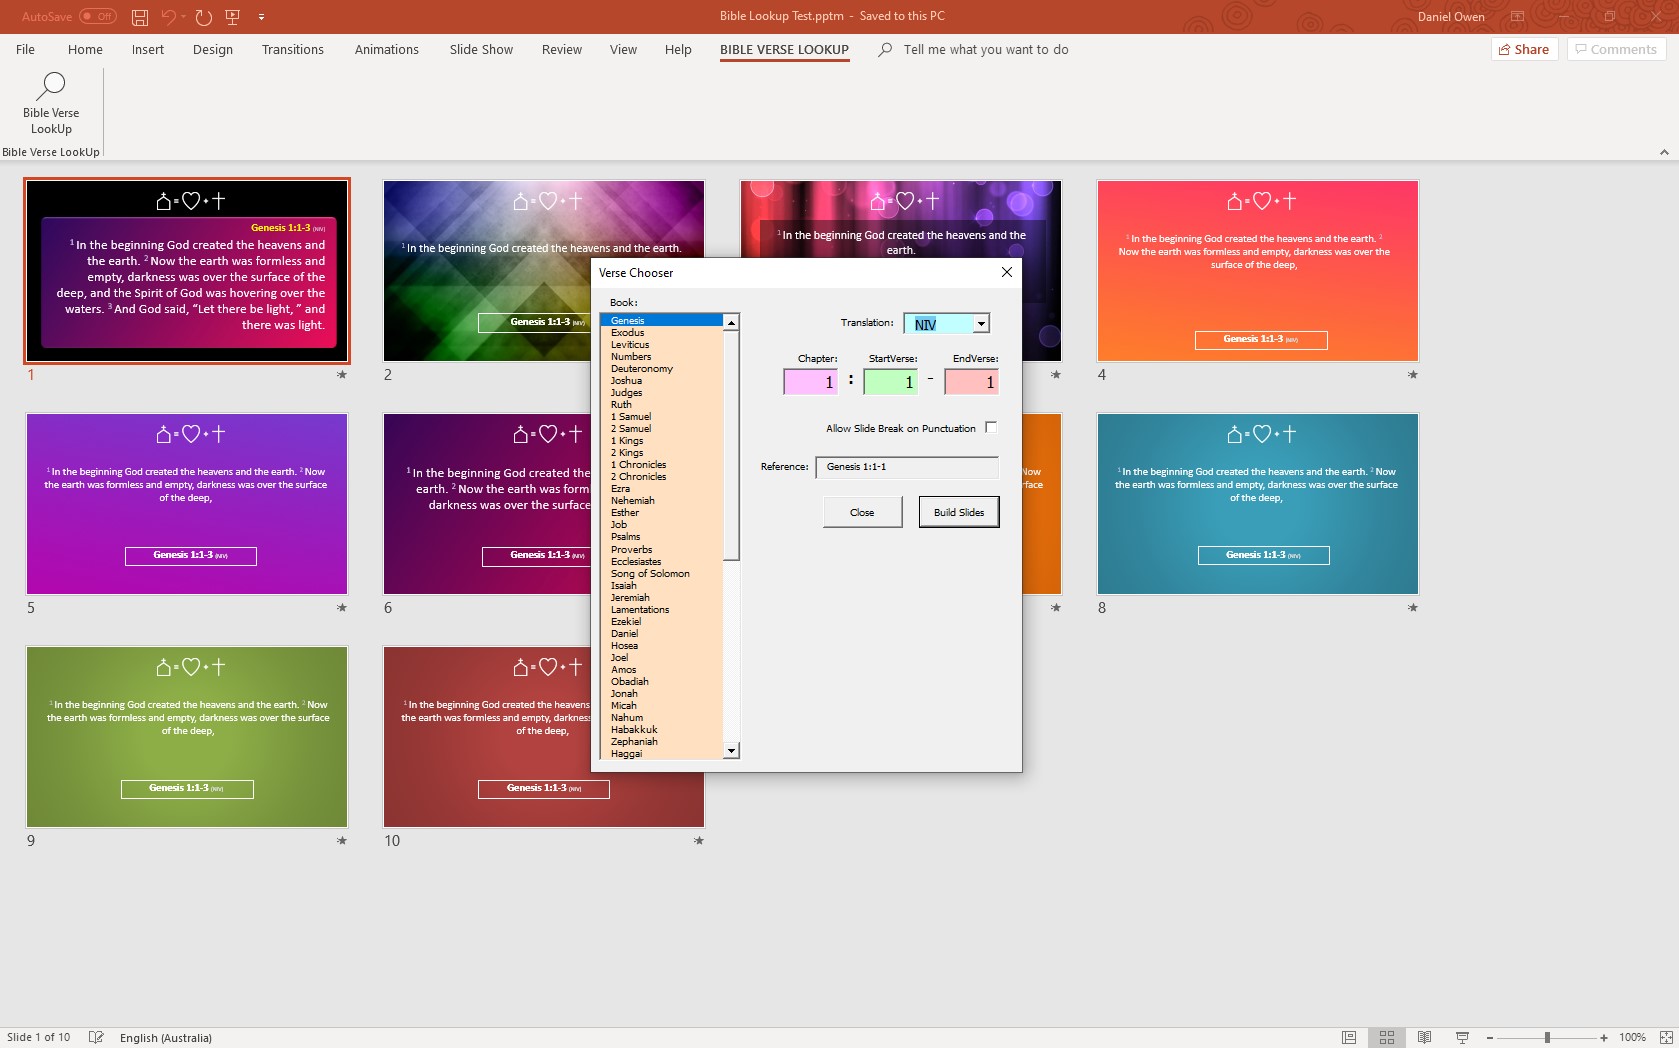 AutoSave Off
Bible Lookup Test.pptm - Saved to this PC
Daniel Owen
File Home Insert Design Transitions Animations Slide Show Review View Help BIBLE VERSE LOOKUP Tell me what you want to do
Share Comments
Bible Verse
LookUp
Bible Verse LookUp
Genesis 1:1-3 (NIV)
1 In the beginning God created the heavens and
the earth. 2 Now the earth was formless and
empty, darkness was over the surface of the
deep, and the Spirit of God was hovering over the
waters. 3 And God said, “Let there be light, ” and
there was light.
1
1 In the beginning God created the heavens and the earth.
Genesis 1:1-3 (NIV)
2
1 In the beginning God created the heavens and the
earth.
1 In the beginning God created the heavens and the earth. 2
Now the earth was formless and empty, darkness was over the
surface of the deep,
Genesis 1:1-3 (NIV)
4
1 In the beginning God created the heavens and the earth. 2 Now
the earth was formless and empty, darkness was over the surface
of the deep,
Genesis 1:1-3 (NIV)
5
1 In the beginning God created the
earth. 2 Now the earth was form
darkness was over the surface
Genesis 1:1-3 (NIV)
6
Now
rface
1 In the beginning God created the heavens and the earth. 2 Now
the earth was formless and empty, darkness was over the surface
of the deep,
Genesis 1:1-3 (NIV)
8
1 In the beginning God created the heavens and the earth. 2 Now
the earth was formless and empty, darkness was over the surface
of the deep,
Genesis 1:1-3 (NIV)
9
1 In the beginning God created the heavens
the earth was formless and empty, darkness
of the deep,
Genesis 1:1-3 (NIV)
10
Verse Chooser
Book:
Genesis
Exodus
Leviticus
Numbers
Deuteronomy
Joshua
Judges
Ruth
1 Samuel
2 Samuel
1 Kings
2 Kings
1 Chronicles
2 Chronicles
Ezra
Nehemiah
Esther
Job
Psalms
Proverbs
Ecclesiastes
Song of Solomon
Isaiah
Jeremiah
Lamentations
Ezekiel
Daniel
Hosea
Joel
Amos
Obadiah
Jonah
Micah
Nahum
Habakkuk
Zephaniah
Haggai
Translation: NIV
Chapter: StartVerse: EndVerse:
1 : 1 - 1
Allow Slide Break on Punctuation
Reference: Genesis 1:1-1
Close Build Slides
Slide 1 of 10 English (Australia)
100%